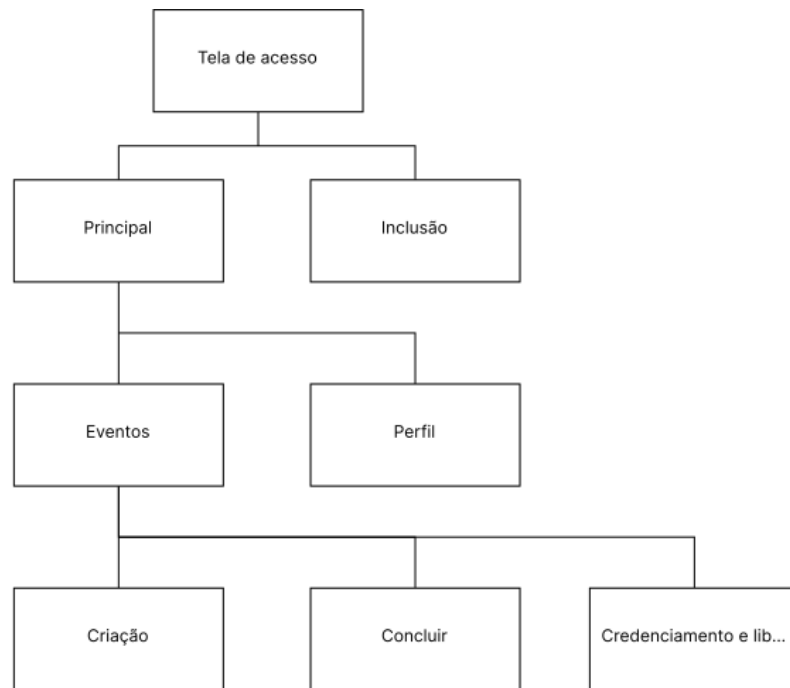 Tela de acesso
Principal
Inclusão
Eventos
Perfil
Criação
Concluir
Credenciamento e lib...